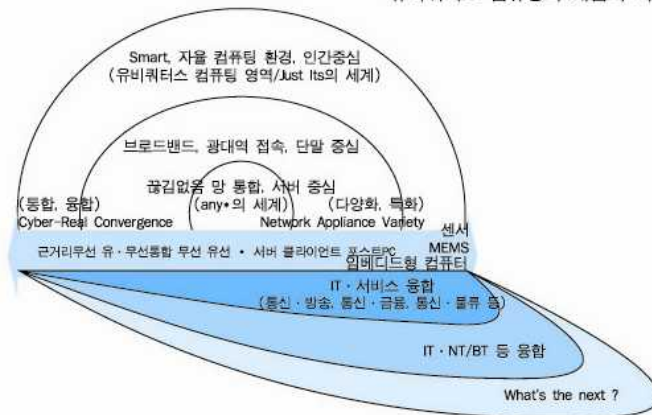 Smart, 자율 컴퓨팅 환경, 인간중심
(유비쿼터스 컴퓨팅 영역/Just Its의 세계)
브로드밴드, 광대역 접속, 단말 중심
끊김없음 망 통합, 서버 중심
(통합, 융합) (any*의 세계) (다양화, 특화)
Cyber-Real Convergence Network Appliance Variety
센서
근거리무선 유·무선통합 무선 유선 • 서버 클라이언트 포스트PC MEMS
임베디드형 컴퓨터
IT·서비스 융합
(통신·방송, 통신·금융, 통신·물류 등)
IT·NT/BT 등 융합
What's the next ?